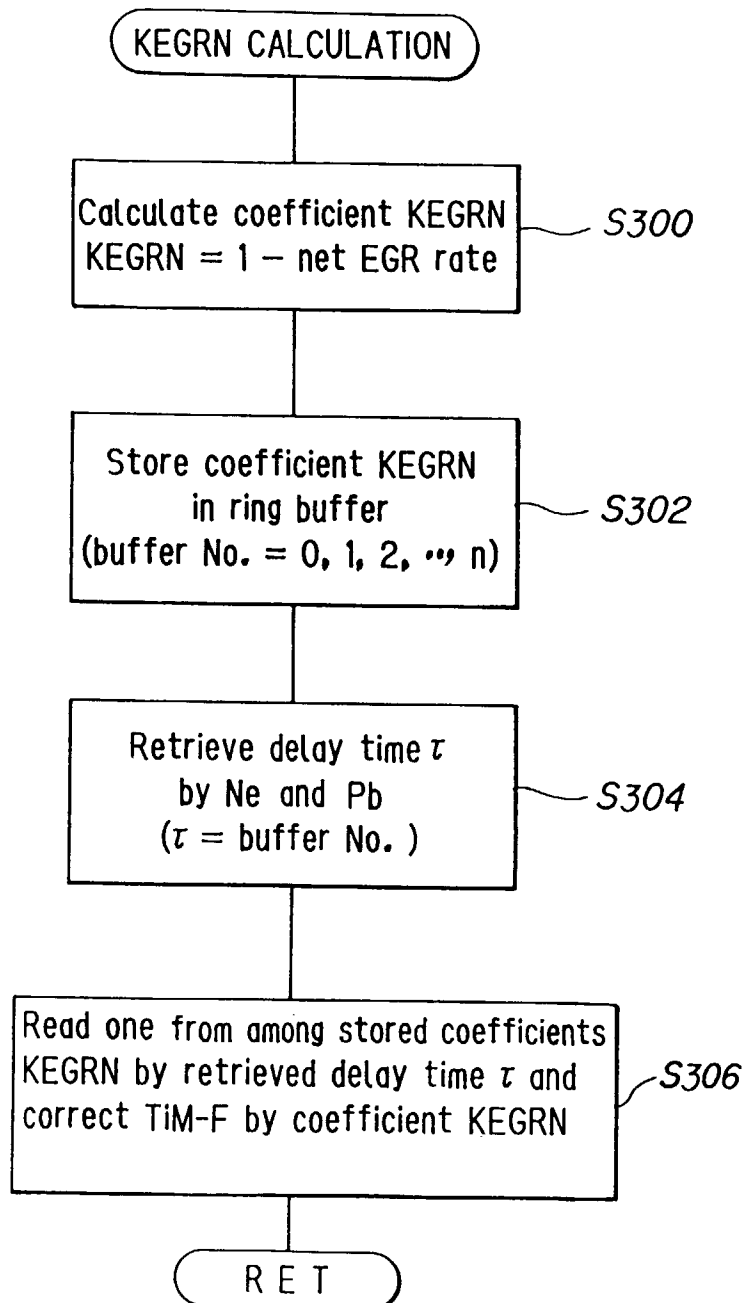 KEGRN CALCULATION
Calculate coefficient KEGRN
KEGRN = 1 − net EGR rate
S300
Store coefficient KEGRN
in ring buffer
(buffer No. = 0, 1, 2, ··, n)
S302
Retrieve delay time τ
by Ne and Pb
(τ = buffer No. )
S304
Read one from among stored coefficients
KEGRN by retrieved delay time τ and
correct TiM-F by coefficient KEGRN
S306
R E T